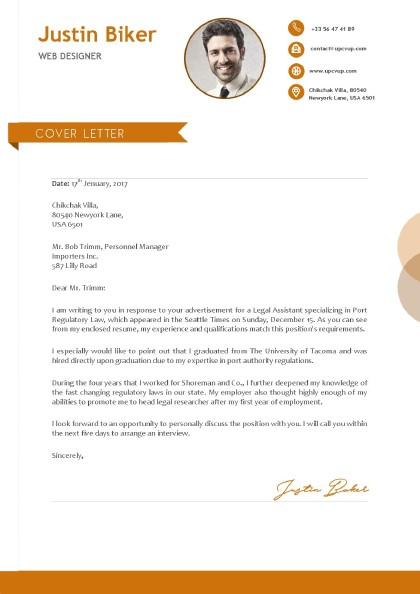 Justin Biker
WEB DESIGNER
+33 56 47 41 89
contact@upcvup.com
www.upcvup.com
Chikchak Villa, 80540
Newyork Lane, USA 6501
COVER LETTER
Date: 17th Jenuary, 2017
Chikchak Villa,
80540 Newyork Lane,
USA 6501
Mr. Bob Trimm, Personnel Manager
Importers Inc.
587 Lilly Road
Dear Mr. Trimm:
I am writing to you in response to your advertisement for a Legal Assistant specializing in Port
Regulatory Law, which appeared in the Seattle Times on Sunday, December 15. As you can see
from my enclosed resume, my experience and qualifications match this position's requirements.
I especially would like to point out that I graduated from The University of Tacoma and was
hired directly upon graduation due to my expertise in port authority regulations.
During the four years that I worked for Shoreman and Co., I further deepened my knowledge of
the fast changing regulatory laws in our state. My employer also thought highly enough of my
abilities to promote me to head legal researcher after my first year of employment.
I look forward to an opportunity to personally discuss the position with you. I will call you within
the next five days to arrange an interview.
Sincerely,
Justin Baker